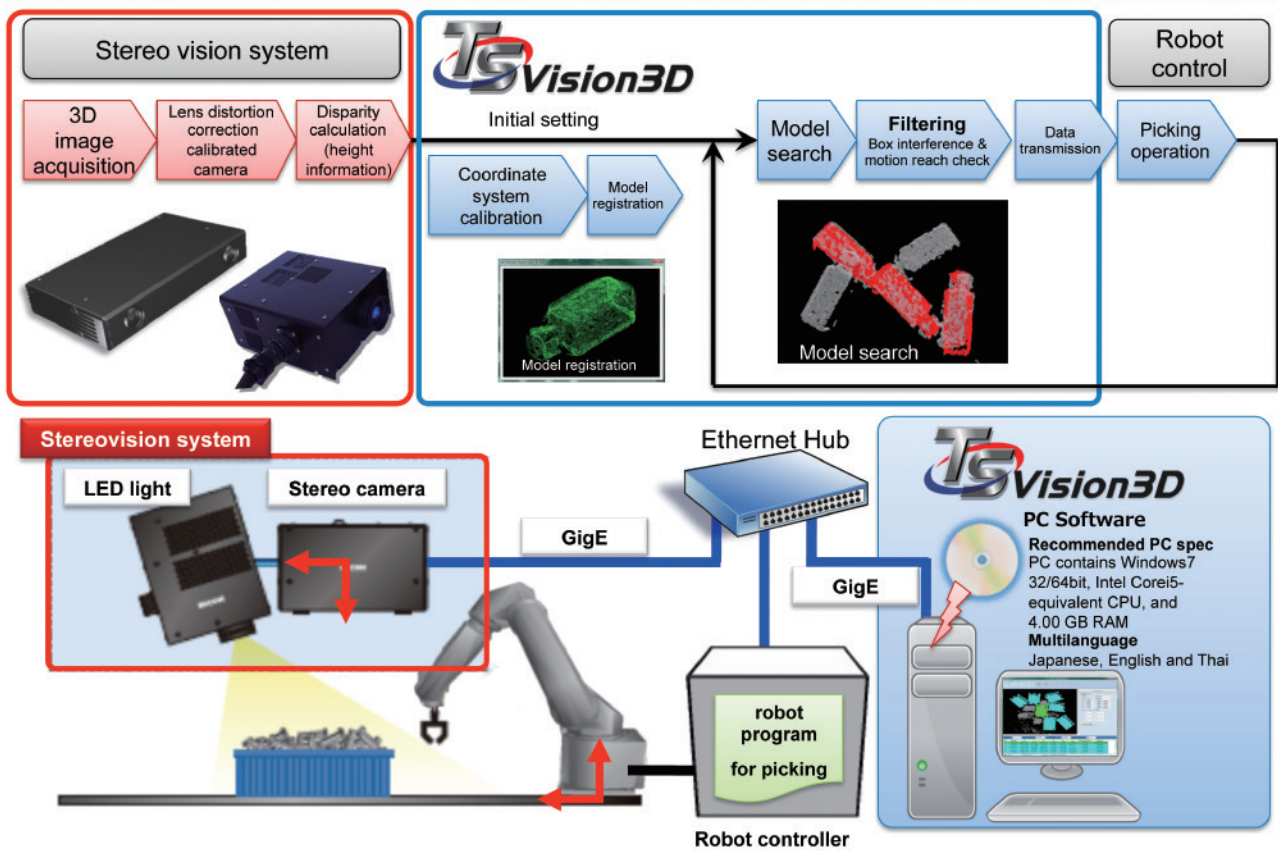 Stereo vision system
3D
image
acquisition
Lens distortion
correction
calibrated
camera
Disparity
calculation
(height
information)
TS Vision3D
Initial setting
Coordinate
system
calibration
Model
registration
Model registration
Model
search
Filtering
Box interference &
motion reach check
Data
transmission
Model search
Robot
control
Picking
operation
Stereovision system
LED light
Stereo camera
GigE
Ethernet Hub
GigE
robot
program
for picking
Robot controller
TS Vision3D
PC Software
Recommended PC spec
PC contains Windows7
32/64bit, Intel Corei5-
equivalent CPU, and
4.00 GB RAM
Multilanguage
Japanese, English and Thai